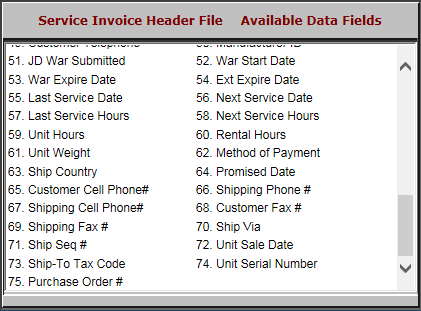 Service Invoice Header File Available Data Fields
51. JD War Submitted 52. War Start Date
53. War Expire Date 54. Ext Expire Date
55. Last Service Date 56. Next Service Date
57. Last Service Hours 58. Next Service Hours
59. Unit Hours 60. Rental Hours
61. Unit Weight 62. Method of Payment
63. Ship Country 64. Promised Date
65. Customer Cell Phone# 66. Shipping Phone #
67. Shipping Cell Phone# 68. Customer Fax #
69. Shipping Fax # 70. Ship Via
71. Ship Seq # 72. Unit Sale Date
73. Ship-To Tax Code 74. Unit Serial Number
75. Purchase Order #